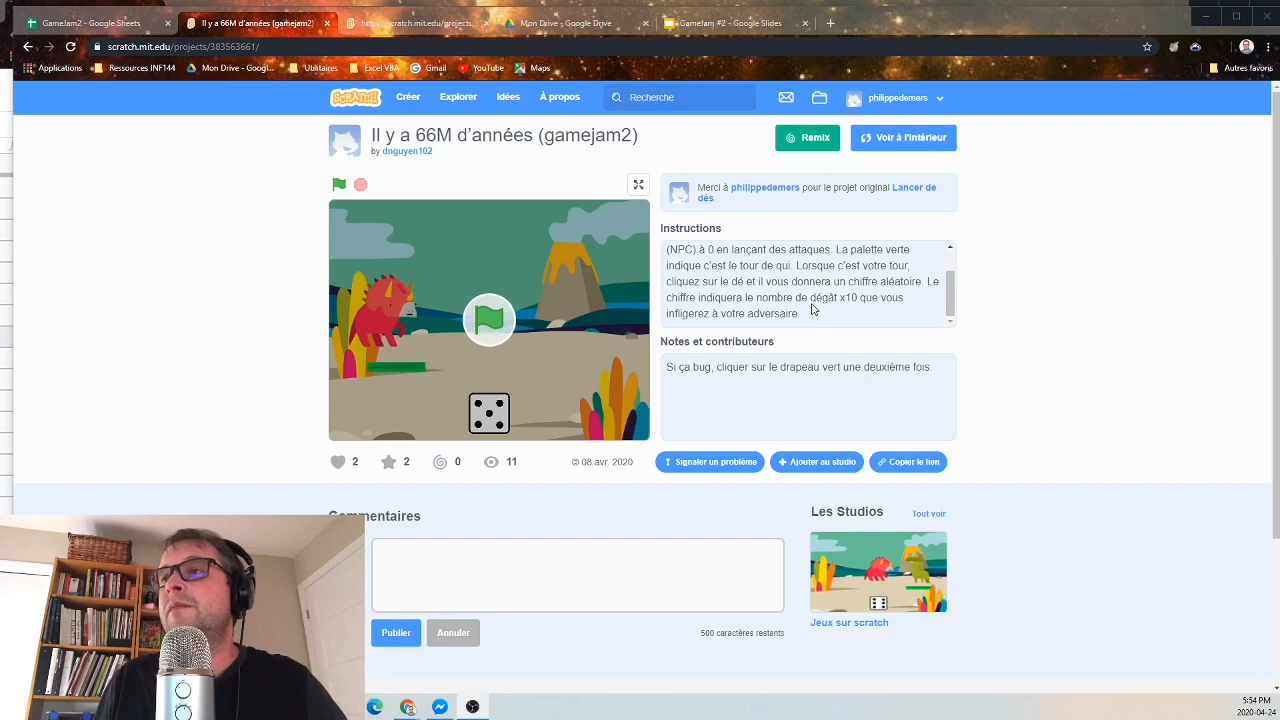 GameJam2 - Google Sheets
Il y a 66M d'années (gamejam2)
https://scratch.mit.edu/projects
Mon Drive - Google Drive
GameJam #2 - Google Slides
scratch.mit.edu/projects/383563661/
Applications
Ressources INF144
Mon Drive - Googl...
Utilitaires
Excel VBA
Gmail
YouTube
Maps
Autres favoris
SCRATCH
Créer
Explorer
Idées
À propos
Recherche
philippedemers
Il y a 66M d'années (gamejam2)
by dnguyen102
Remix
Voir à l'intérieur
Merci à philippedemers pour le projet original Lancer de
dés.
Instructions
(NPC) à 0 en lançant des attaques. La palette verte
indique c'est le tour de qui. Lorsque c'est votre tour,
cliquez sur le dé et il vous donnera un chiffre aléatoire. Le
chiffre indiquera le nombre de dégât x10 que vous
infligerez à votre adversaire.
Notes et contributeurs
Si ça bug, cliquer sur le drapeau vert une deuxième fois.
2
2
0
11
© 08 avr. 2020
Signaler un problème
Ajouter au studio
Copier le lien
Commentaires
Les Studios
Tout voir
Jeux sur scratch
Publier
Annuler
500 caractères restants
5:54 PM
2020-04-24